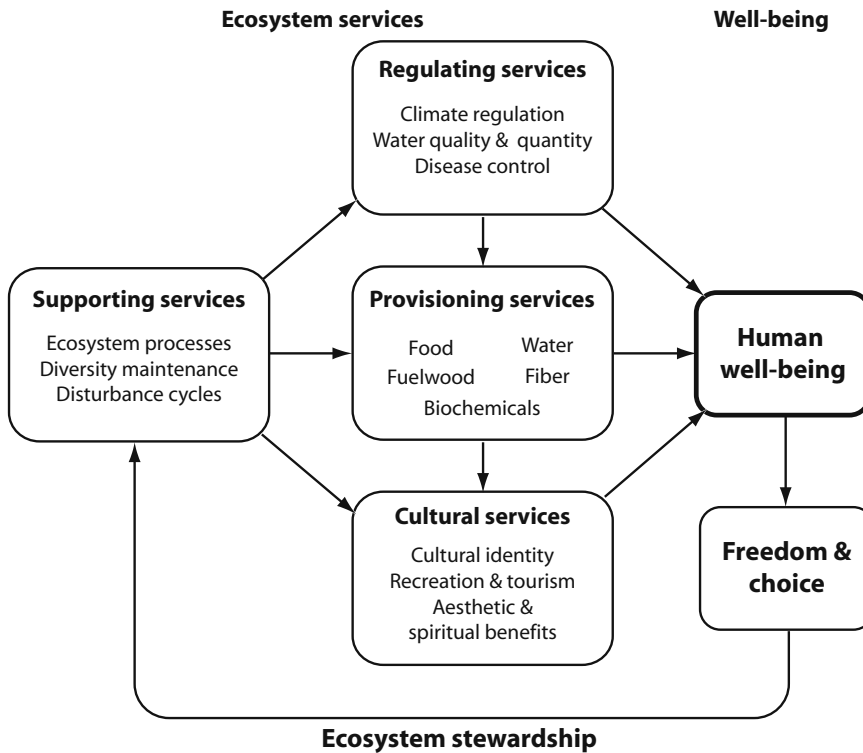 Ecosystem services
Well-being
Regulating services
Climate regulation
Water quality & quantity
Disease control
Supporting services
Ecosystem processes
Diversity maintenance
Disturbance cycles
Provisioning services
Food
Water
Fuelwood
Fiber
Biochemicals
Human
well-being
Cultural services
Cultural identity
Recreation & tourism
Aesthetic &
spiritual benefits
Freedom &
choice
Ecosystem stewardship